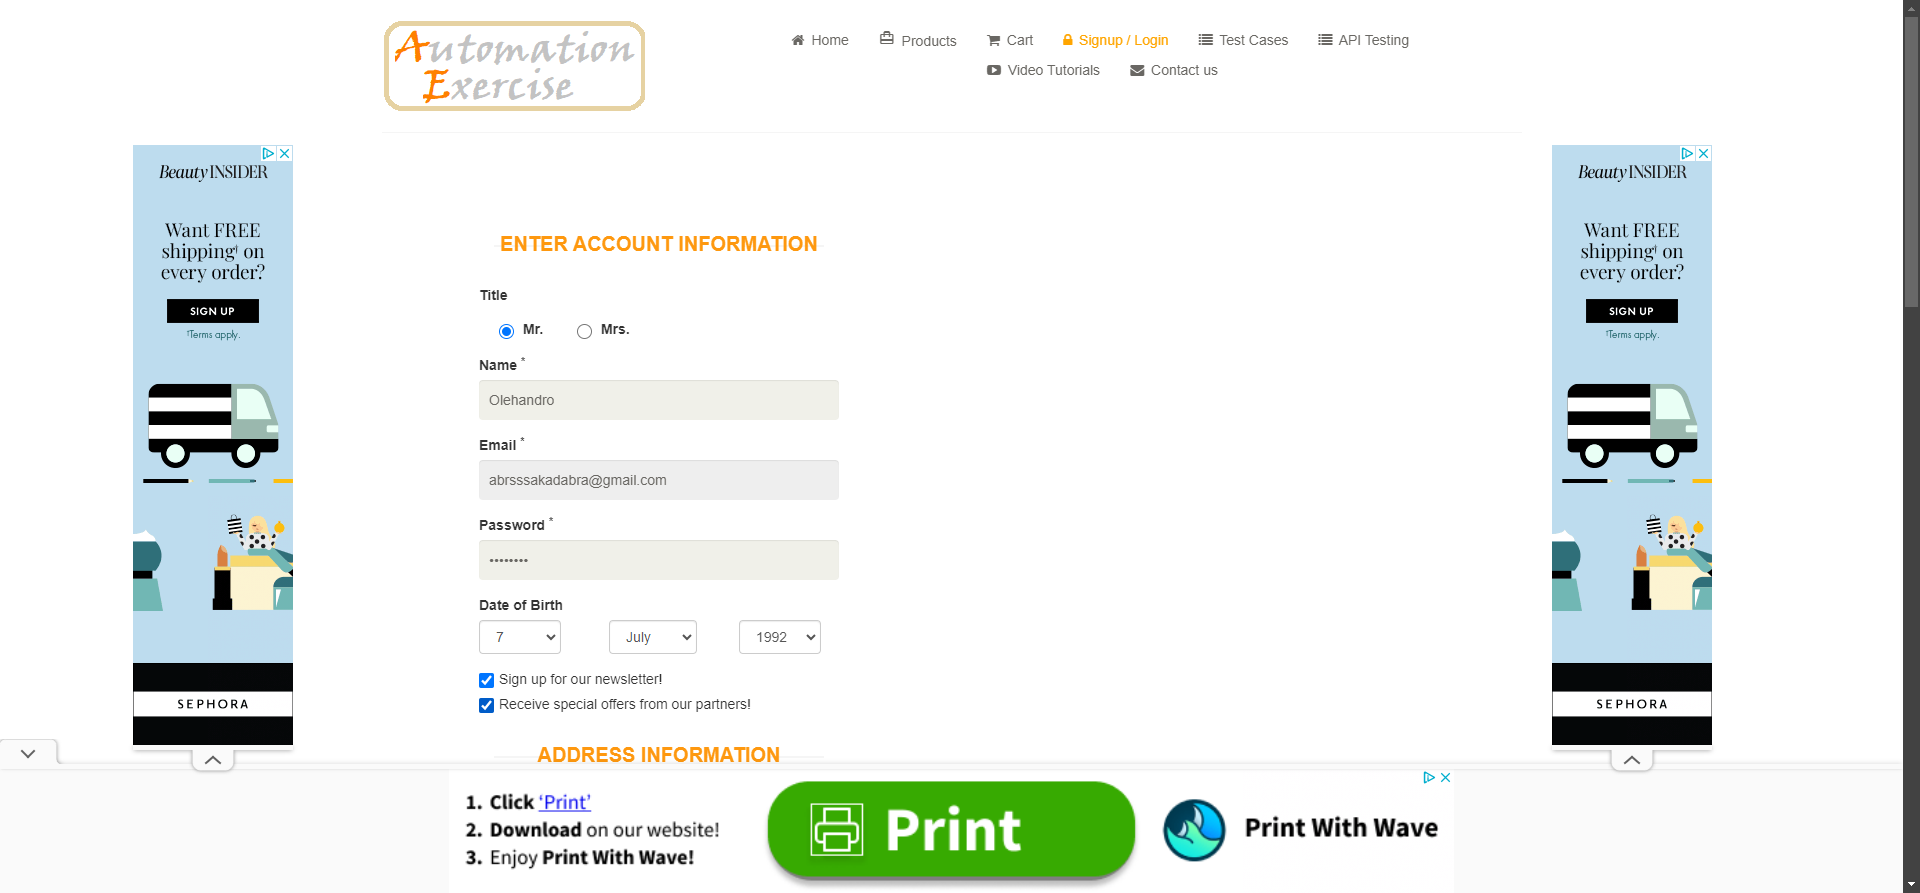 Automation
Exercise
Home
Products
Cart
Signup / Login
Test Cases
API Testing
Video Tutorials
Contact us
Beauty INSIDER
Want FREE
shipping† on
every order?
SIGN UP
†Terms apply.
SEPHORA
ENTER ACCOUNT INFORMATION
Title
Mr.
Mrs.
Name *
Olehandro
Email *
abrsssakadabra@gmail.com
Password *
••••••••
Date of Birth
7
July
1992
Sign up for our newsletter!
Receive special offers from our partners!
ADDRESS INFORMATION
Beauty INSIDER
Want FREE
shipping† on
every order?
SIGN UP
†Terms apply.
SEPHORA
1. Click ‘Print’
2. Download on our website!
3. Enjoy Print With Wave!
Print
Print With Wave